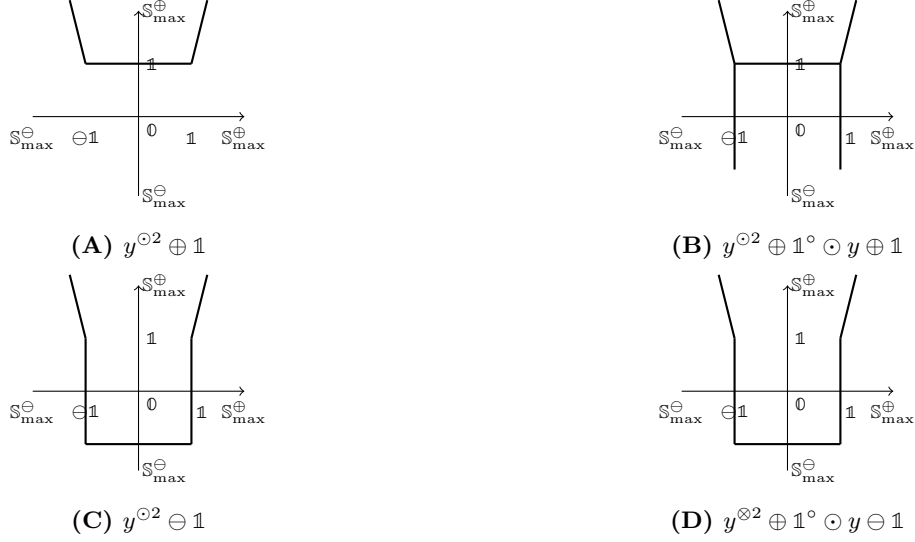 𝕊⊕max 𝕊⊕max
𝟙 𝟙
𝕊⊖max ⊖𝟙 𝟘 𝟙 𝕊⊕max 𝕊⊖max ⊖𝟙 𝟘 𝟙 𝕊⊕max
𝕊⊖max 𝕊⊖max
(A) y⊙2 ⊕ 𝟙 (B) y⊙2 ⊕ 𝟙° ⊙ y ⊕ 𝟙
𝕊⊕max 𝕊⊕max
𝟙 𝟙
𝕊⊖max ⊖𝟙 𝟘 𝟙 𝕊⊕max 𝕊⊖max ⊖𝟙 𝟘 𝟙 𝕊⊕max
𝕊⊖max 𝕊⊖max
(C) y⊙2 ⊖ 𝟙 (D) y⊗2 ⊕ 𝟙° ⊙ y ⊖ 𝟙